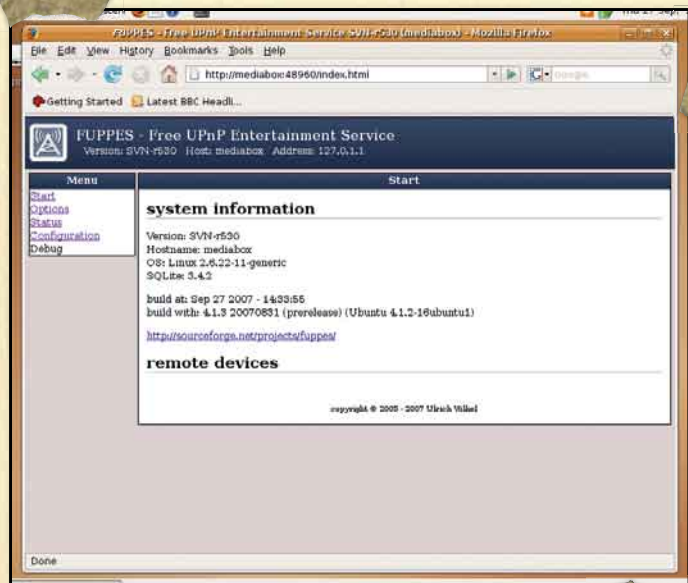 Thu 27 Sep,
FUPPES - Free UPnP Entertainment Service SVN-r530 (mediabox) - Mozilla Firefox
File Edit View History Bookmarks Tools Help
http://mediabox:48960/index.html
Google
Getting Started Latest BBC Headli...
FUPPES - Free UPnP Entertainment Service
Version: SVN-r530 Host: mediabox Address: 127.0.1.1
Menu
Start
Options
Status
Configuration
Debug
Start
system information
Version: SVN-r530
Hostname: mediabox
OS: Linux 2.6.22-11-generic
SQLite: 3.4.2
build at: Sep 27 2007 - 14:33:55
build with: 4.1.3 20070831 (prerelease) (Ubuntu 4.1.2-16ubuntu1)
http://sourceforge.net/projects/fuppes/
remote devices
copyright © 2005 - 2007 Ulrich Völkel
Done